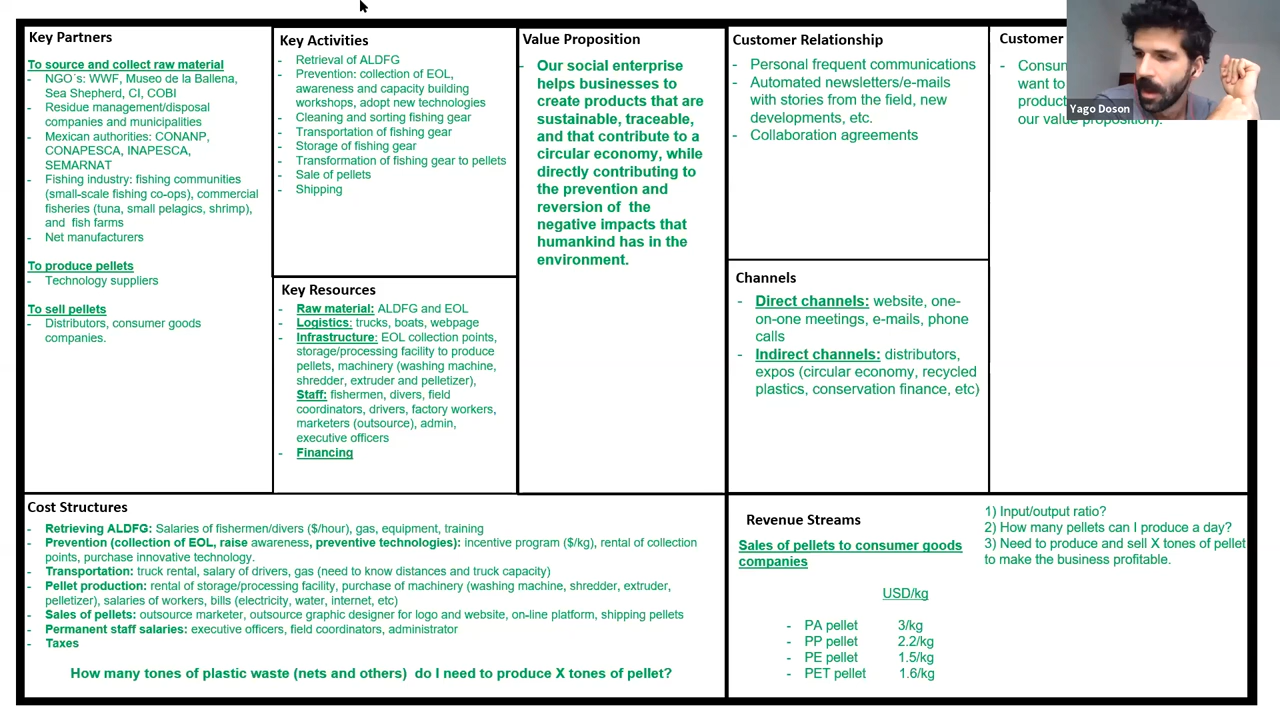 Key Partners
To source and collect raw material
- NGO´s: WWF, Museo de la Ballena,
Sea Shepherd, CI, COBI
- Residue management/disposal
companies and municipalities
- Mexican authorities: CONANP,
CONAPESCA, INAPESCA,
SEMARNAT
- Fishing industry: fishing communities
(small-scale fishing co-ops), commercial
fisheries (tuna, small pelagics, shrimp),
and fish farms
- Net manufacturers
To produce pellets
- Technology suppliers
To sell pellets
- Distributors, consumer goods
companies.
Key Activities
- Retrieval of ALDFG
- Prevention: collection of EOL,
awareness and capacity building
workshops, adopt new technologies
- Cleaning and sorting fishing gear
- Transportation of fishing gear
- Storage of fishing gear
- Transformation of fishing gear to pellets
- Sale of pellets
- Shipping
Key Resources
- Raw material: ALDFG and EOL
- Logistics: trucks, boats, webpage
- Infrastructure: EOL collection points,
storage/processing facility to produce
pellets, machinery (washing machine,
shredder, extruder and pelletizer),
Staff: fishermen, divers, field
coordinators, drivers, factory workers,
marketers (outsource), admin,
executive officers
- Financing
Value Proposition
- Our social enterprise
helps businesses to
create products that are
sustainable, traceable,
and that contribute to a
circular economy, while
directly contributing to
the prevention and
reversion of the
negative impacts that
humankind has in the
environment.
Customer Relationship
- Personal frequent communications
- Automated newsletters/e-mails
with stories from the field, new
developments, etc.
- Collaboration agreements
Channels
- Direct channels: website, one-
on-one meetings, e-mails, phone
calls
- Indirect channels: distributors,
expos (circular economy, recycled
plastics, conservation finance, etc)
Customer
-
want to
our value proposition).
Yago Doson
Cost Structures
- Retrieving ALDFG: Salaries of fishermen/divers ($/hour), gas, equipment, training
- Prevention (collection of EOL, raise awareness, preventive technologies): incentive program ($/kg), rental of collection
points, purchase innovative technology.
- Transportation: truck rental, salary of drivers, gas (need to know distances and truck capacity)
- Pellet production: rental of storage/processing facility, purchase of machinery (washing machine, shredder, extruder,
pelletizer), salaries of workers, bills (electricity, water, internet, etc)
- Sales of pellets: outsource marketer, outsource graphic designer for logo and website, on-line platform, shipping pellets
- Permanent staff salaries: executive officers, field coordinators, administrator
- Taxes
How many tones of plastic waste (nets and others) do I need to produce X tones of pellet?
Revenue Streams
Sales of pellets to consumer goods
companies
USD/kg
- PA pellet 3/kg
- PP pellet 2.2/kg
- PE pellet 1.5/kg
- PET pellet 1.6/kg
1) Input/output ratio?
2) How many pellets can I produce a day?
3) Need to produce and sell X tones of pellet
to make the business profitable.